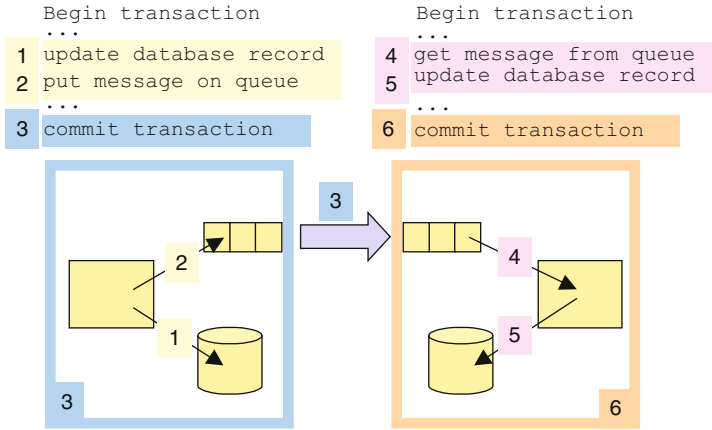 Begin transaction
...
1 update database record
2 put message on queue
...
3 commit transaction
Begin transaction
...
4 get message from queue
5 update database record
...
6 commit transaction
3
2
1
3
4
5
6